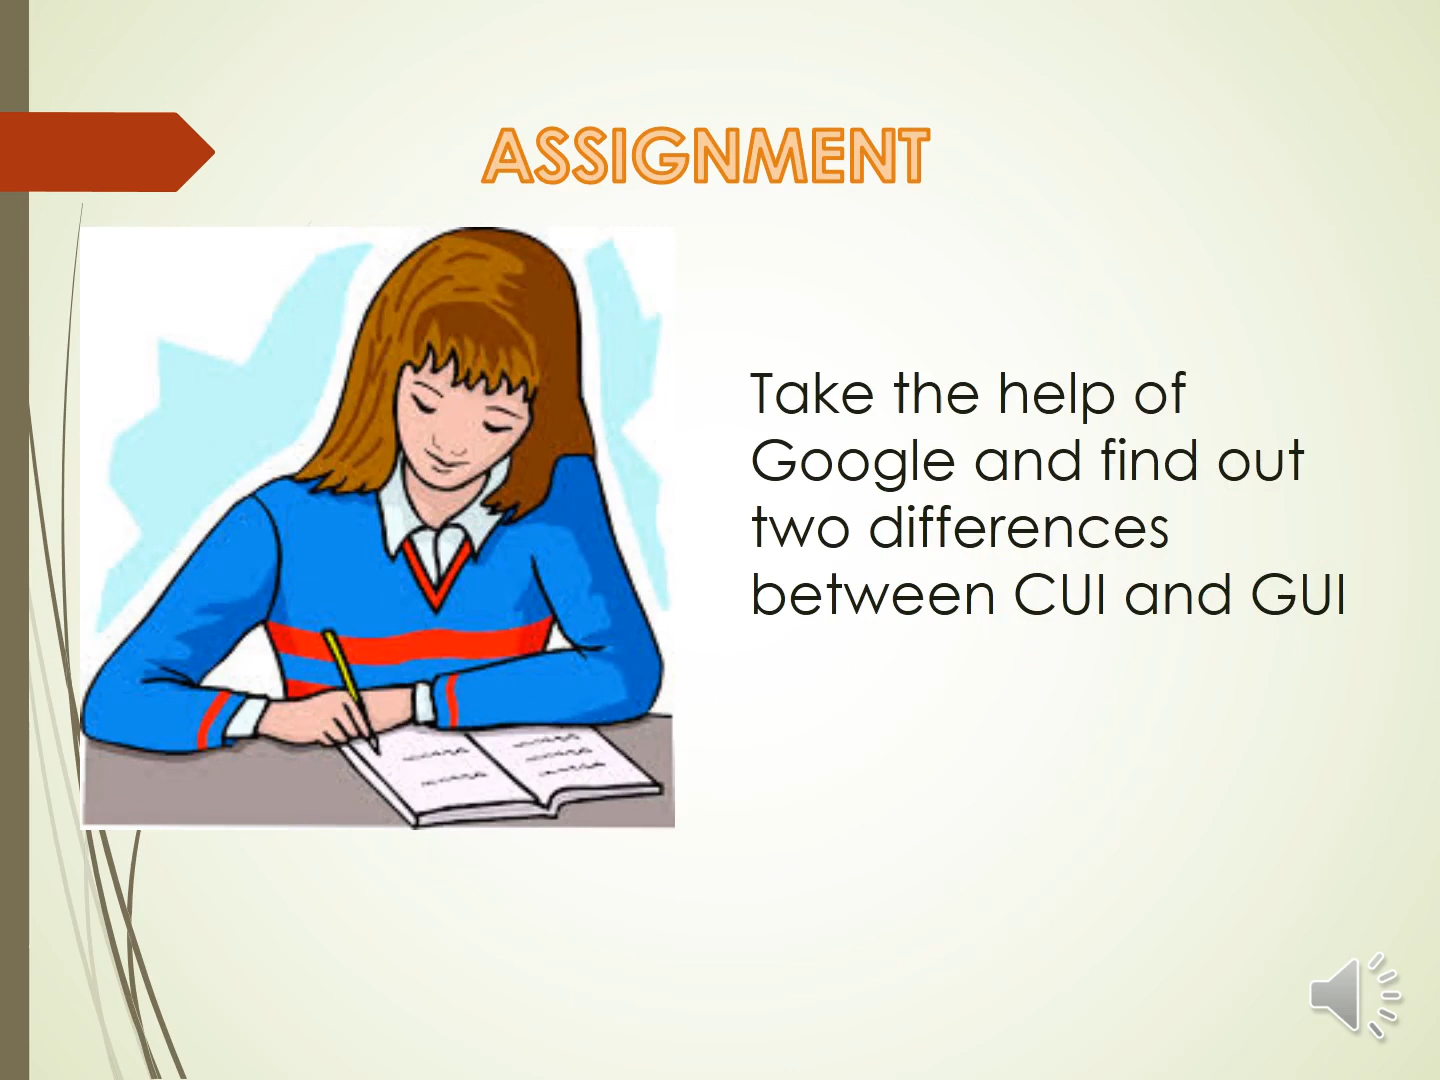 ASSIGNMENT
Take the help of
Google and find out
two differences
between CUI and GUI